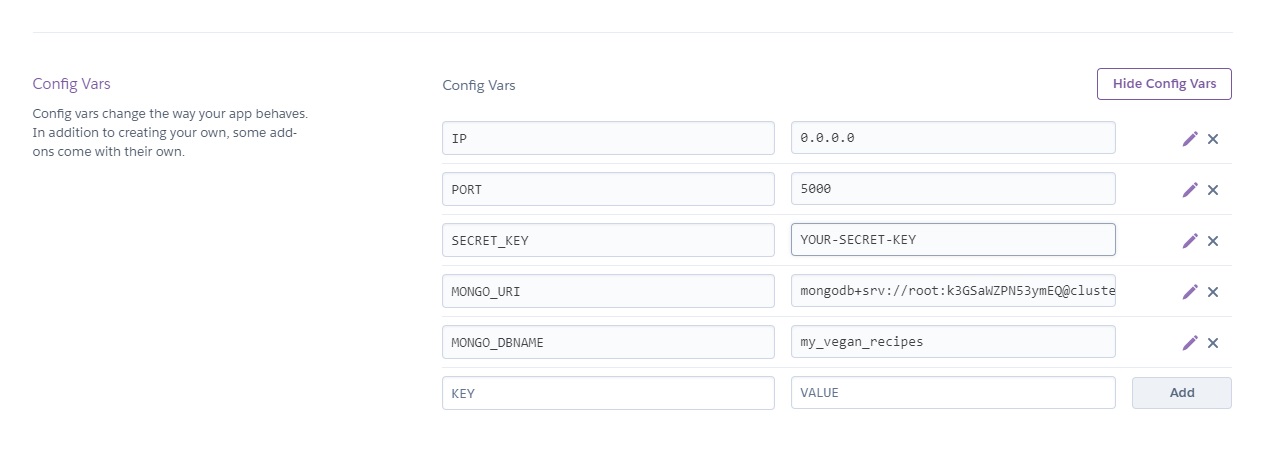 Config Vars
Config vars change the way your app behaves.
In addition to creating your own, some add-
ons come with their own.
Config Vars
Hide Config Vars
IP 0.0.0.0
PORT 5000
SECRET_KEY YOUR-SECRET-KEY
MONGO_URI mongodb+srv://root:k3GSaWZPN53ymEQ@cluste
MONGO_DBNAME my_vegan_recipes
KEY VALUE Add